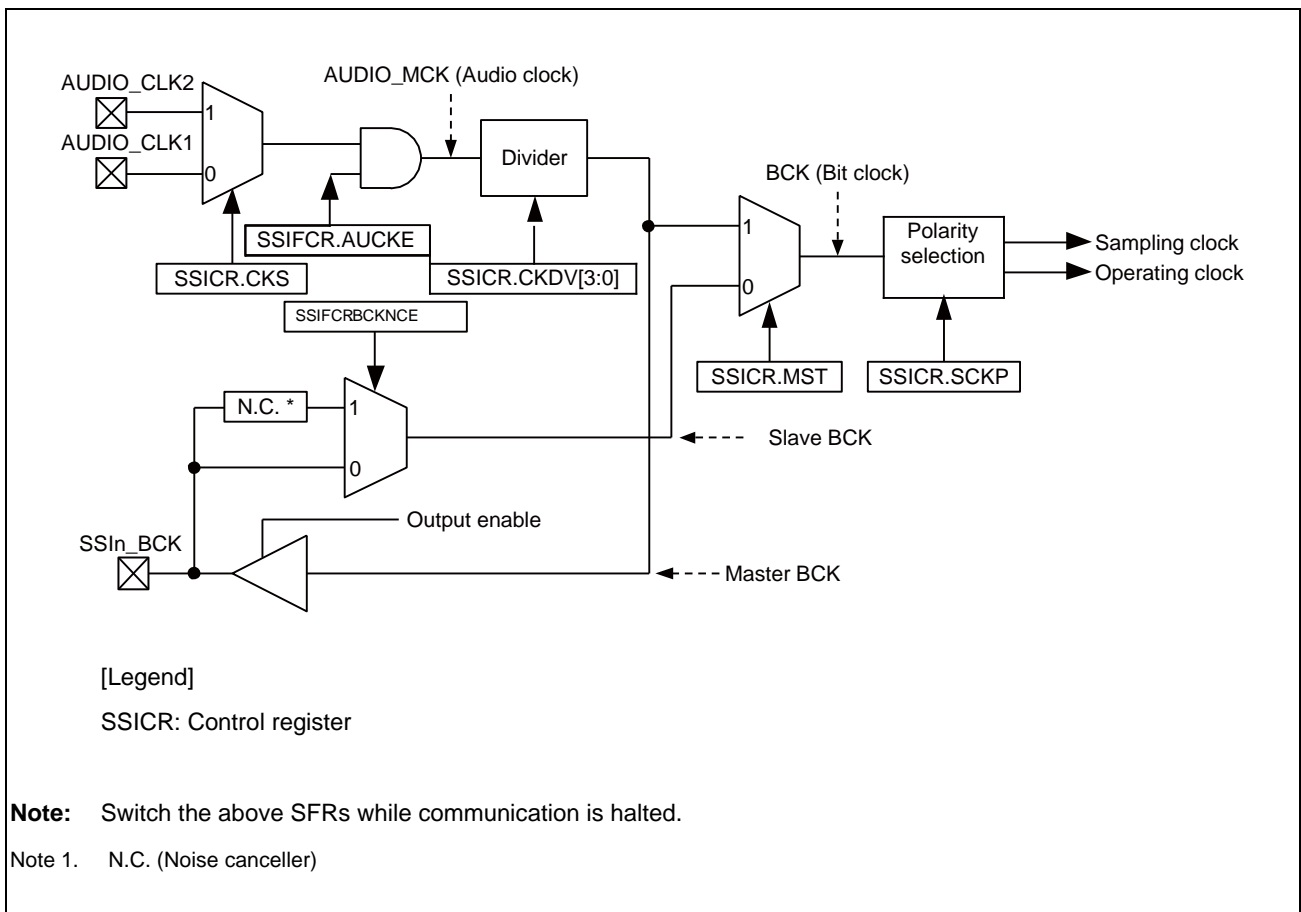 AUDIO_MCK (Audio clock)
AUDIO_CLK2
1
AUDIO_CLK1
0
Divider
BCK (Bit clock)
SSIFCR.AUCKE
SSICR.CKS
SSICR.CKDV[3:0]
1
0
Polarity
selection
Sampling clock
Operating clock
SSIFCRBCKNCE
SSICR.MST
SSICR.SCKP
N.C. *
1
0
Slave BCK
Output enable
SSIn_BCK
Master BCK
[Legend]
SSICR: Control register
Note: Switch the above SFRs while communication is halted.
Note 1. N.C. (Noise canceller)